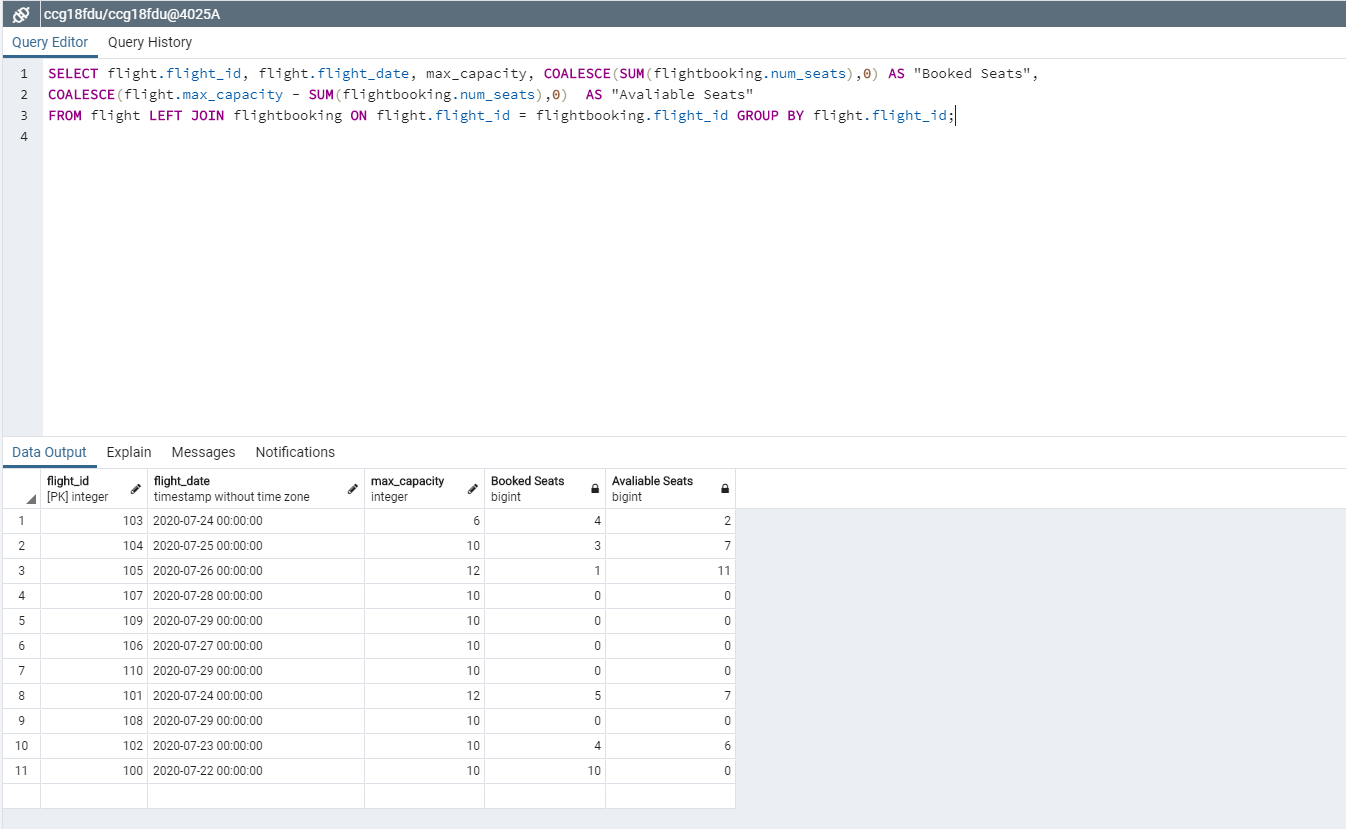 ccg18fdu/ccg18fdu@4025A
Query Editor Query History
1 SELECT flight.flight_id, flight.flight_date, max_capacity, COALESCE(SUM(flightbooking.num_seats),0) AS "Booked Seats",
2 COALESCE(flight.max_capacity - SUM(flightbooking.num_seats),0)  AS "Avaliable Seats"
3 FROM flight LEFT JOIN flightbooking ON flight.flight_id = flightbooking.flight_id GROUP BY flight.flight_id;
4
Data Output Explain Messages Notifications
flight_id flight_date max_capacity Booked Seats Avaliable Seats
[PK] integer timestamp without time zone integer bigint bigint
1 103 2020-07-24 00:00:00 6 4 2
2 104 2020-07-25 00:00:00 10 3 7
3 105 2020-07-26 00:00:00 12 1 11
4 107 2020-07-28 00:00:00 10 0 0
5 109 2020-07-29 00:00:00 10 0 0
6 106 2020-07-27 00:00:00 10 0 0
7 110 2020-07-29 00:00:00 10 0 0
8 101 2020-07-24 00:00:00 12 5 7
9 108 2020-07-29 00:00:00 10 0 0
10 102 2020-07-23 00:00:00 10 4 6
11 100 2020-07-22 00:00:00 10 10 0